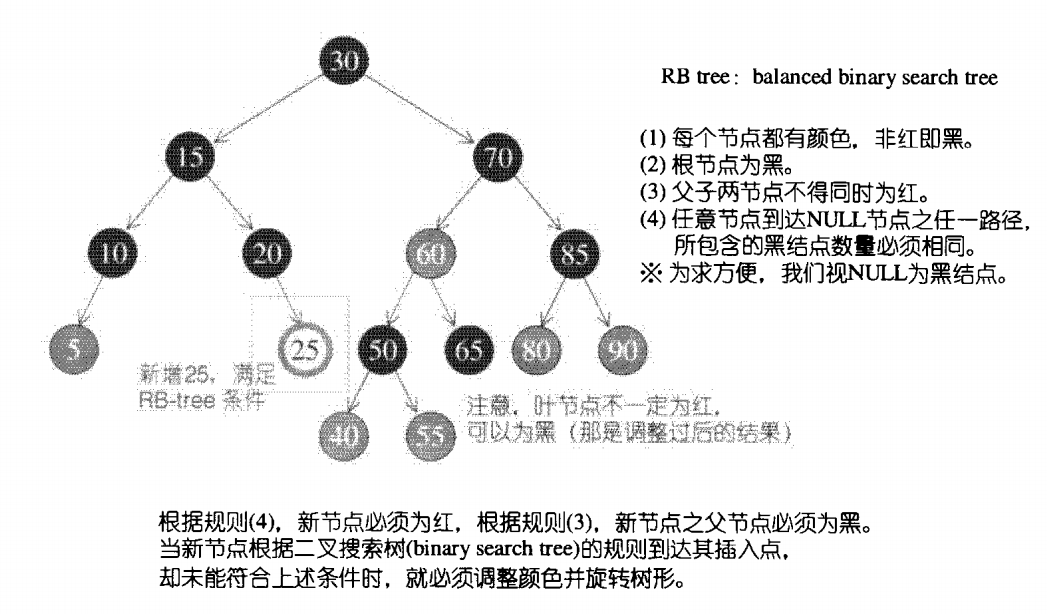 30
RB tree：balanced binary search tree
(1) 每个节点都有颜色，非红即黑。
(2) 根节点为黑。
(3) 父子两节点不得同时为红。
(4) 任意节点到达NULL节点之任一路径，
所包含的黑结点数量必须相同。
※ 为求方便，我们视NULL为黑结点。
15
70
10
20
60
85
5
25
50
65
80
90
新增25，满足
RB-tree 条件
40
55
注意，叶节点不一定为红，
可以为黑（那是调整过后的结果）
根据规则(4)，新节点必须为红，根据规则(3)，新节点之父节点必须为黑。
当新节点根据二叉搜索树(binary search tree)的规则到达其插入点，
却未能符合上述条件时，就必须调整颜色并旋转树形。